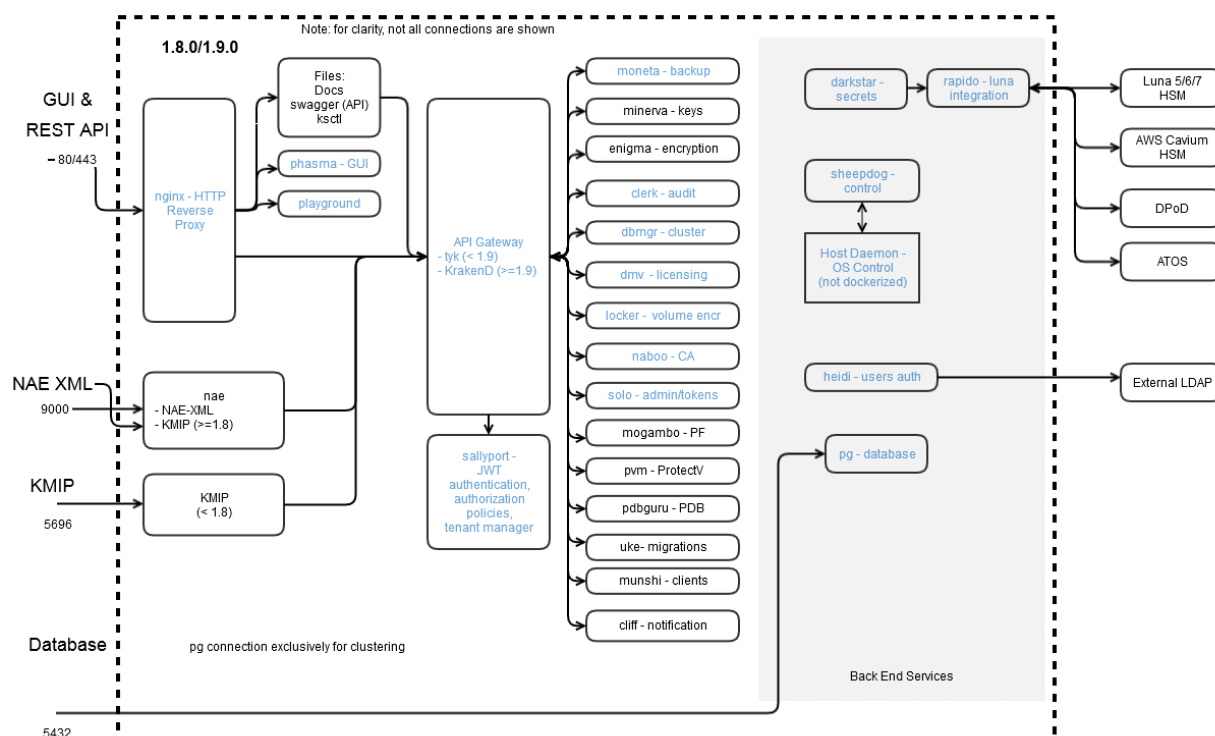 Note: for clarity, not all connections are shown
1.8.0/1.9.0
GUI &
REST API
– 80/443
nginx - HTTP
Reverse
Proxy
Files:
Docs
swagger (API)
ksctl
phasma - GUI
playground
NAE XML
9000
nae
- NAE-XML
- KMIP (>=1.8)
KMIP
5696
KMIP
(< 1.8)
API Gateway
- tyk (< 1.9)
- KrakenD (>=1.9)
sallyport -
JWT
authentication,
authorization
policies,
tenant manager
moneta - backup
minerva - keys
enigma - encryption
clerk - audit
dbmgr - cluster
dmv - licensing
locker - volume encr
naboo - CA
solo - admin/tokens
mogambo - PF
pvm - ProtectV
pdbguru - PDB
uke- migrations
munshi - clients
cliff - notification
darkstar -
secrets
rapido - luna
integration
sheepdog -
control
Host Daemon -
OS Control
(not dockerized)
heidi - users auth
pg - database
Back End Services
Luna 5/6/7
HSM
AWS Cavium
HSM
DPoD
ATOS
External LDAP
Database
pg connection exclusively for clustering
5432